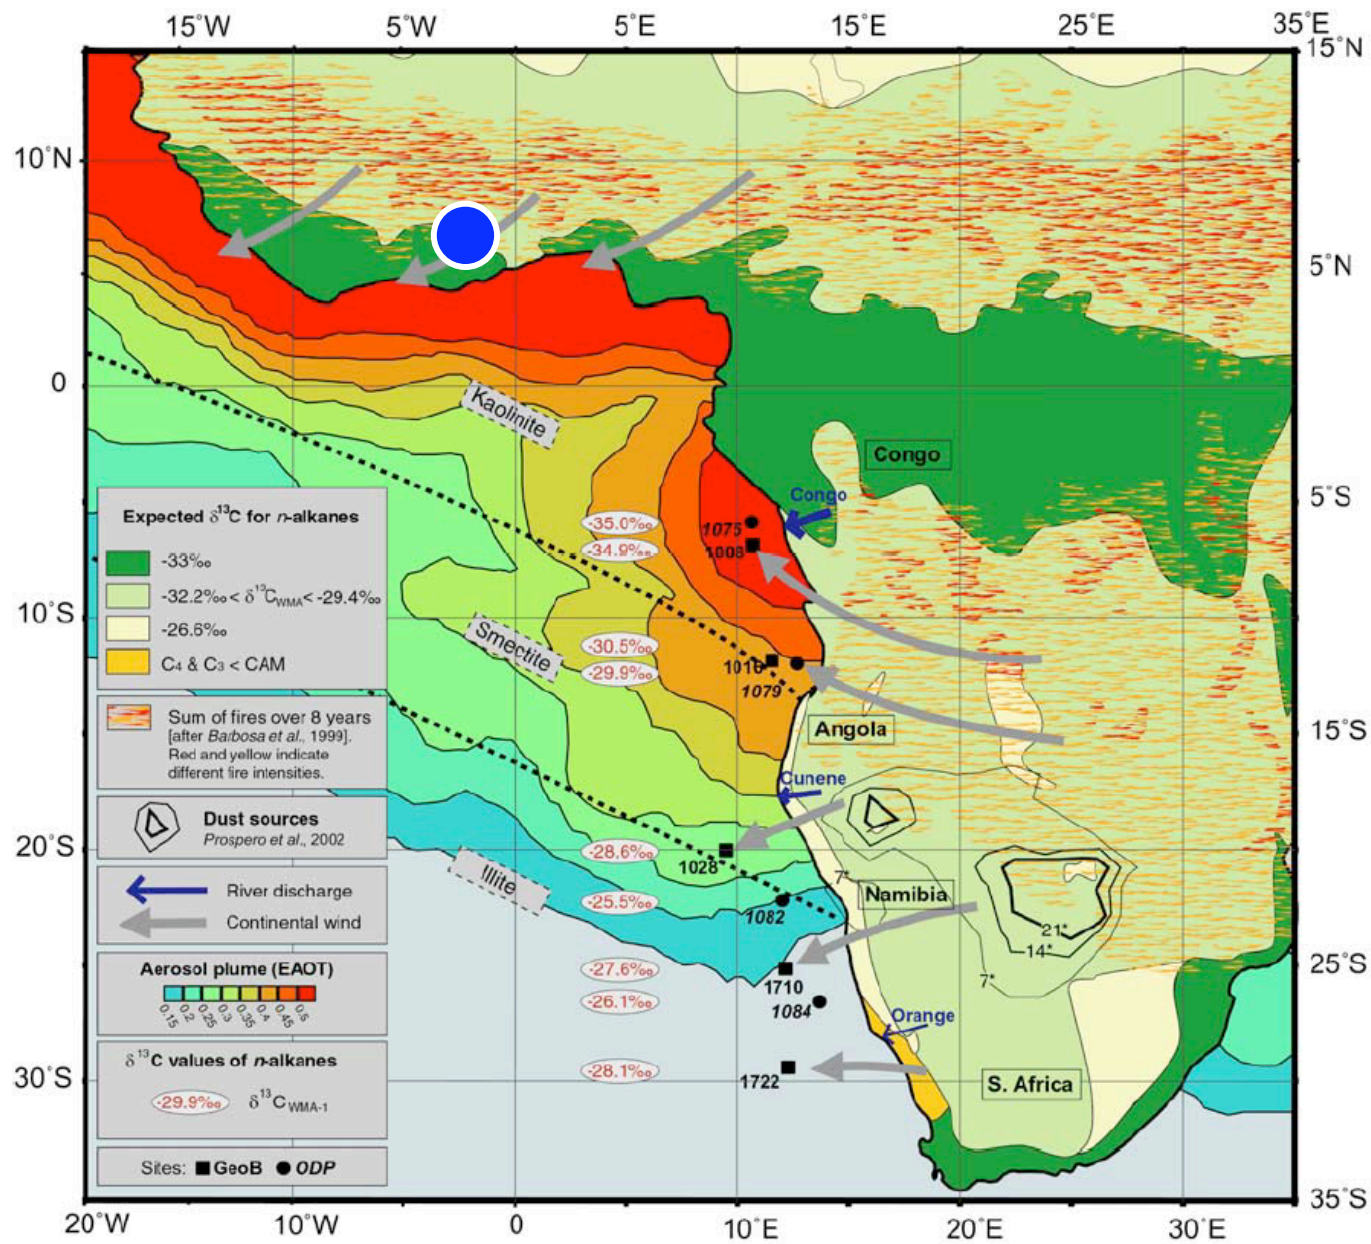 15°W 5°W 5°E 15°E 25°E 35°E
15°N
10°N
5°N
0
Kaolinite
Congo
Congo
5°S
-35.0‰
1075
-34.9‰
1008
10°S
Smectite
-30.5‰
1016
-29.9‰
1079
Angola
15°S
Cunene
20°S
-28.6‰
1028
Illite
7*
Namibia
-25.5‰
1082
21*
14*
7*
25°S
-27.6‰
1710
-26.1‰
1084
Orange
30°S
-28.1‰
1722
S. Africa
35°S
Expected δ¹³C for n-alkanes
-33‰
-32.2‰ < δ¹³C WMA < -29.4‰
-26.6‰
C₄ & C₃ < CAM
Sum of fires over 8 years
[after Barbosa et al., 1999].
Red and yellow indicate
different fire intensities.
Dust sources
Prospero et al., 2002
River discharge
Continental wind
Aerosol plume (EAOT)
0.15 0.2 0.25 0.3 0.35 0.4 0.45 0.5
δ¹³C values of n-alkanes
-29.9‰ δ¹³C WMA-1
Sites: GeoB ODP
20°W 10°W 0 10°E 20°E 30°E